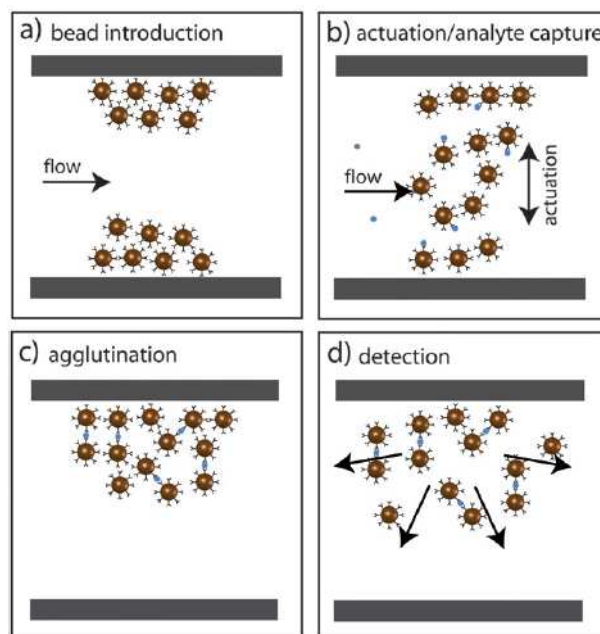 a) bead introduction
flow
b) actuation/analyte capture
flow
actuation
c) agglutination
d) detection